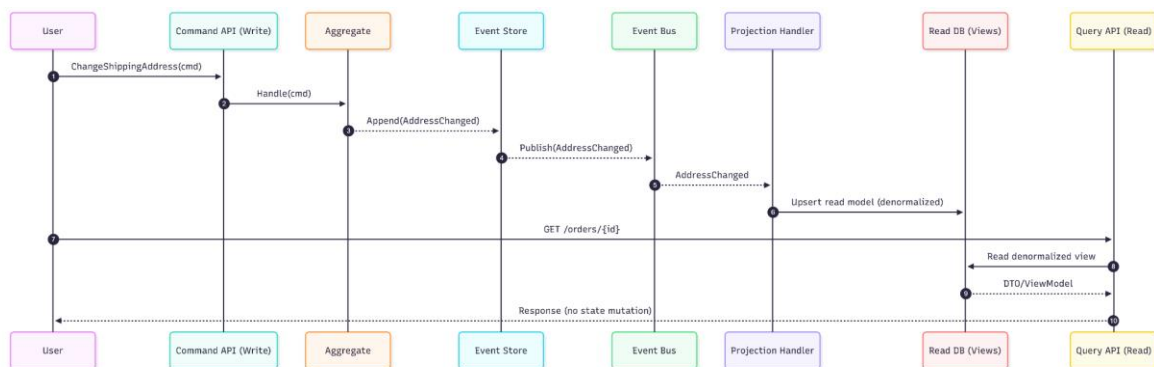 User
Command API (Write)
Aggregate
Event Store
Event Bus
Projection Handler
Read DB (Views)
Query API (Read)
ChangeShippingAddress(cmd)
1
Handle(cmd)
2
Append(AddressChanged)
3
Publish(AddressChanged)
4
AddressChanged
5
Upsert read model (denormalized)
6
GET /orders/{id}
7
Read denormalized view
8
DTO/ViewModel
9
Response (no state mutation)
10
User
Command API (Write)
Aggregate
Event Store
Event Bus
Projection Handler
Read DB (Views)
Query API (Read)